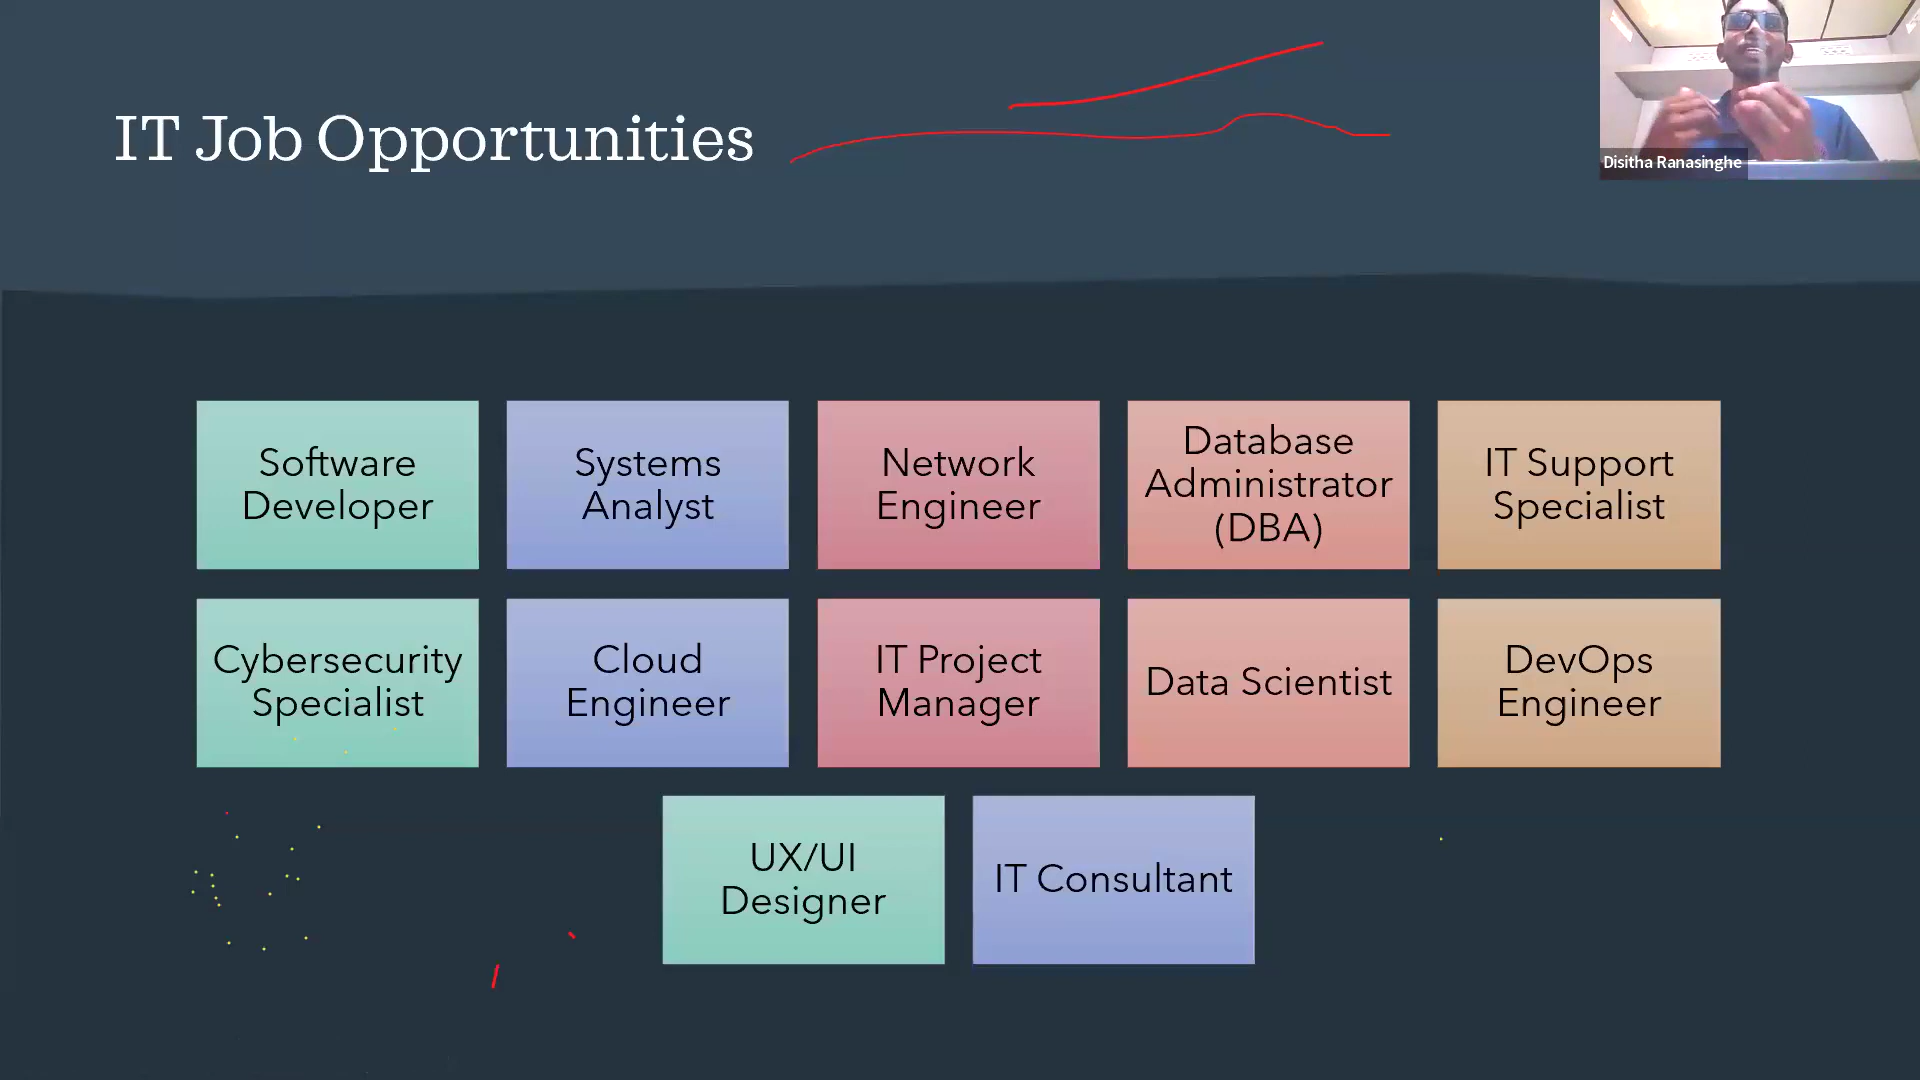 IT Job Opportunities
Disitha Ranasinghe
Software
Developer
Systems
Analyst
Network
Engineer
Database
Administrator
(DBA)
IT Support
Specialist
Cybersecurity
Specialist
Cloud
Engineer
IT Project
Manager
Data Scientist
DevOps
Engineer
UX/UI
Designer
IT Consultant